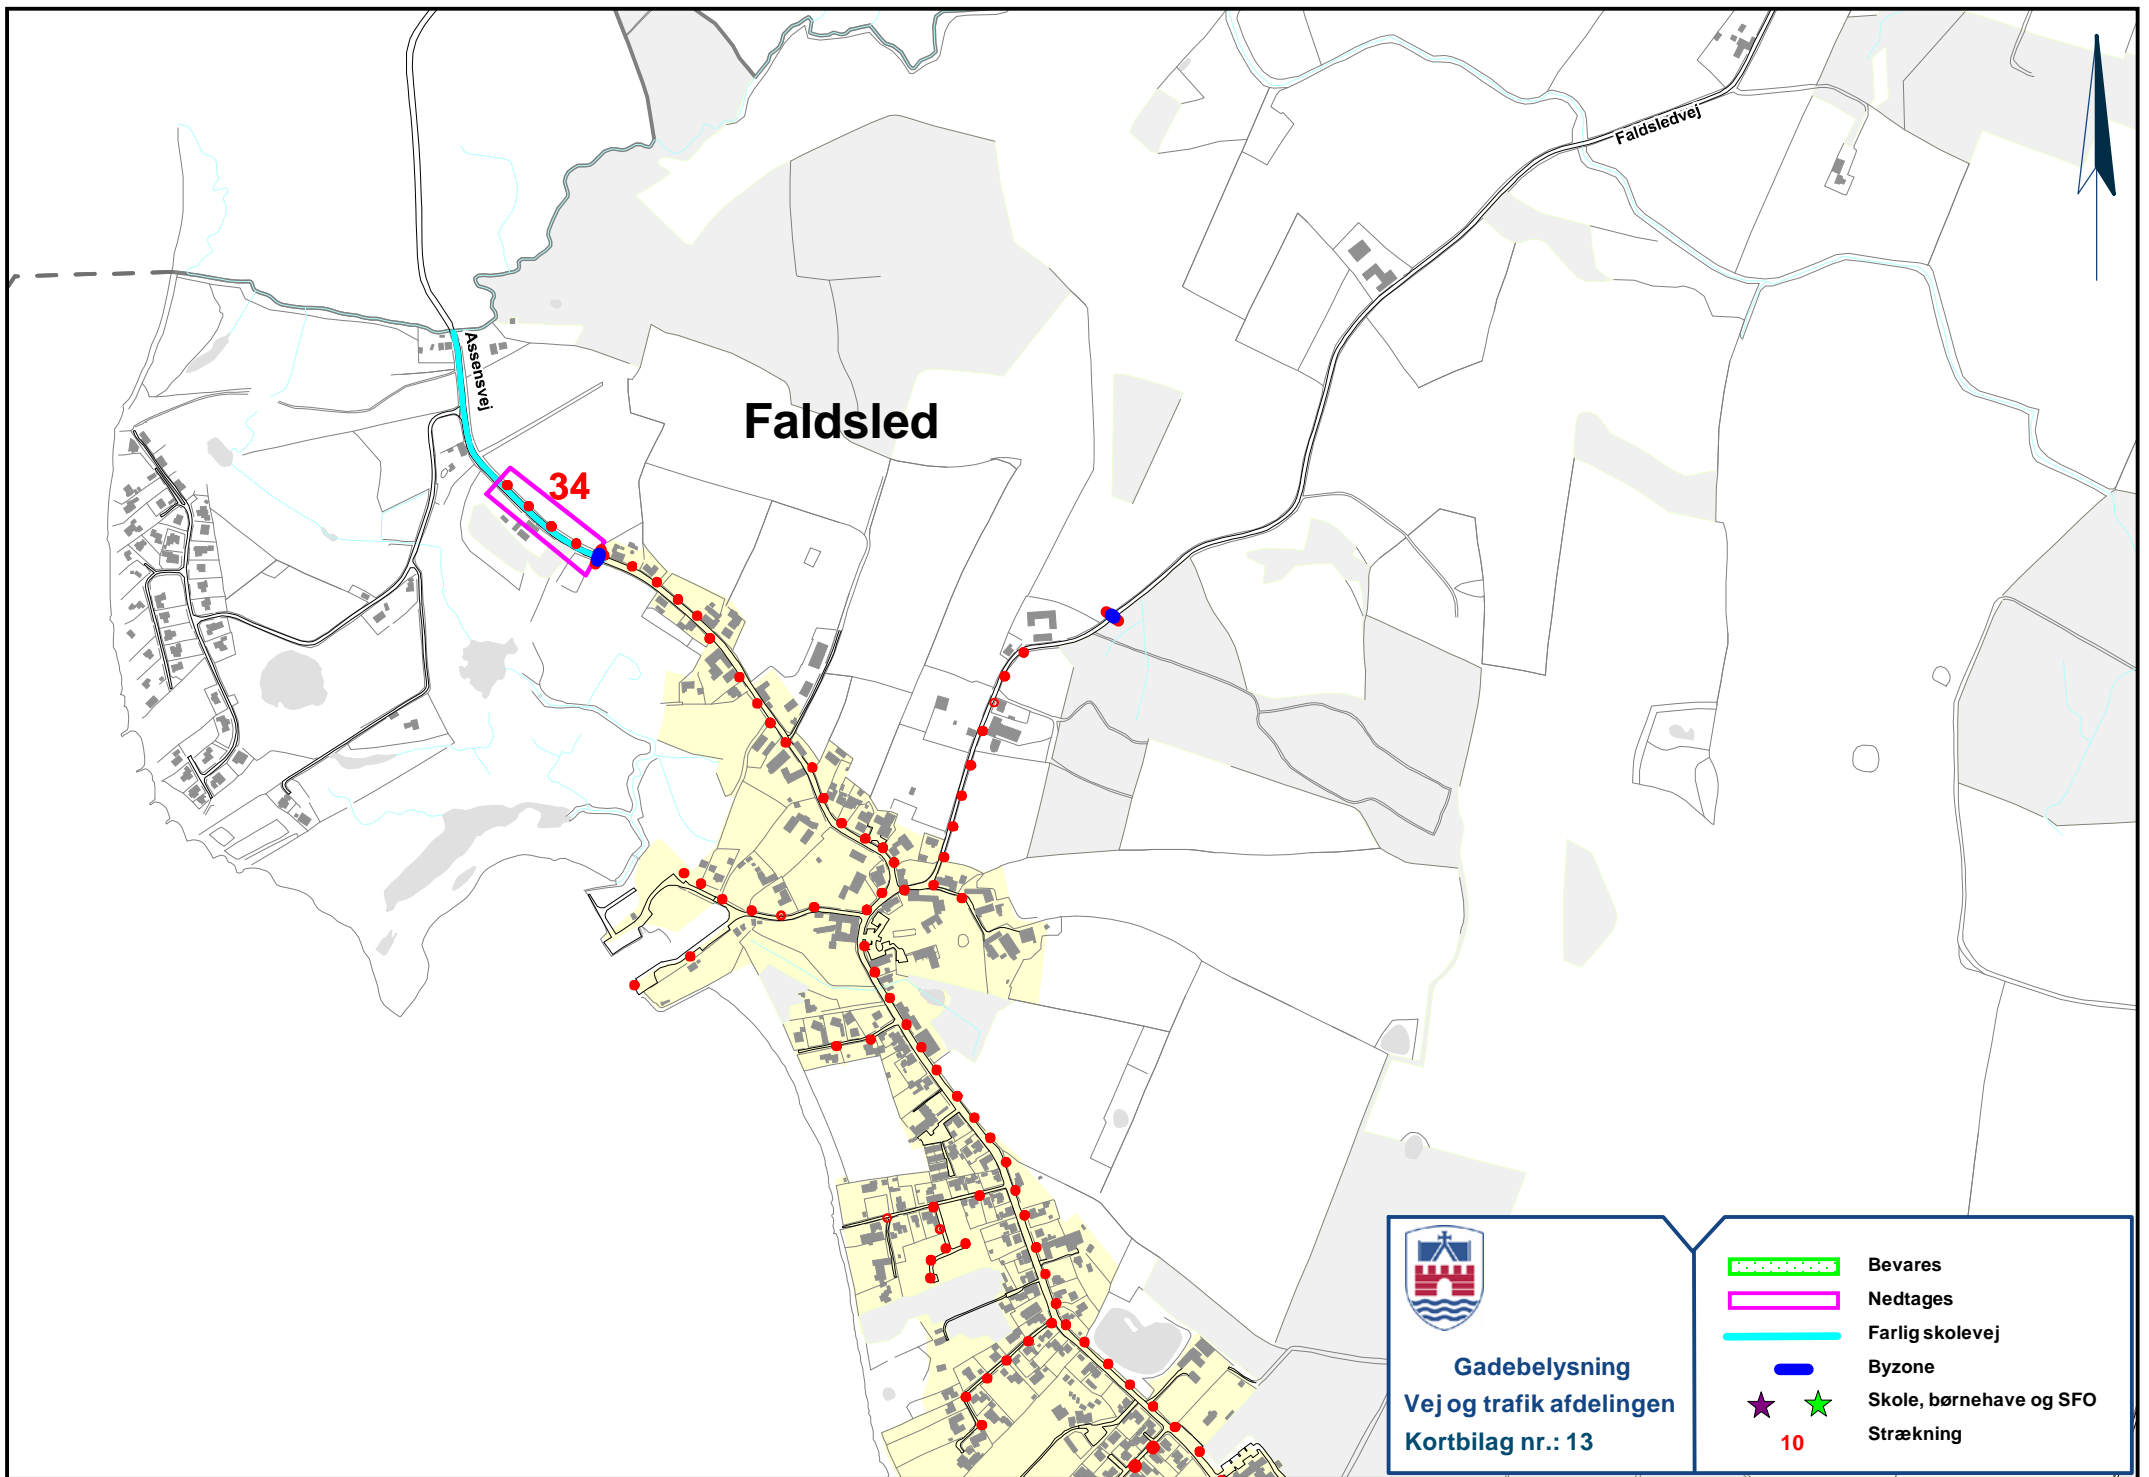 Faldsledvej
Assensvej
Faldsled
34
Gadebelysning
Vej og trafik afdelingen
Kortbilag nr.: 13
Bevares
Nedtages
Farlig skolevej
Byzone
Skole, børnehave og SFO
10 Strækning